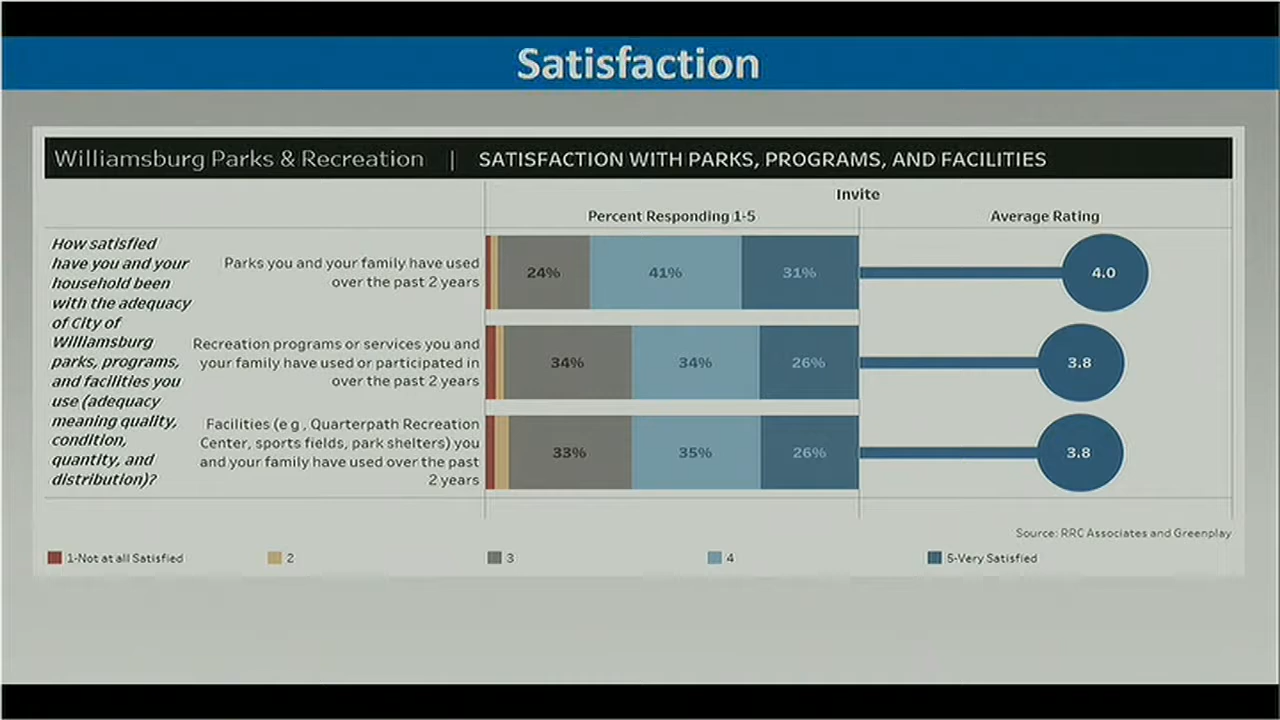 Satisfaction
Williamsburg Parks & Recreation | SATISFACTION WITH PARKS, PROGRAMS, AND FACILITIES
Invite
Percent Responding 1-5
Average Rating
How satisfied
have you and your
household been
with the adequacy
of City of
Williamsburg
parks, programs,
and facilities you
use (adequacy
meaning quality,
condition,
quantity, and
distribution)?
Parks you and your family have used
over the past 2 years
24% 41% 31%
4.0
Recreation programs or services you and
your family have used or participated in
over the past 2 years
34% 34% 26%
3.8
Facilities (e g , Quarterpath Recreation
Center, sports fields, park shelters) you
and your family have used over the past
2 years
33% 35% 26%
3.8
Source: RRC Associates and Greenplay
1-Not at all Satisfied 2 3 4 5-Very Satisfied